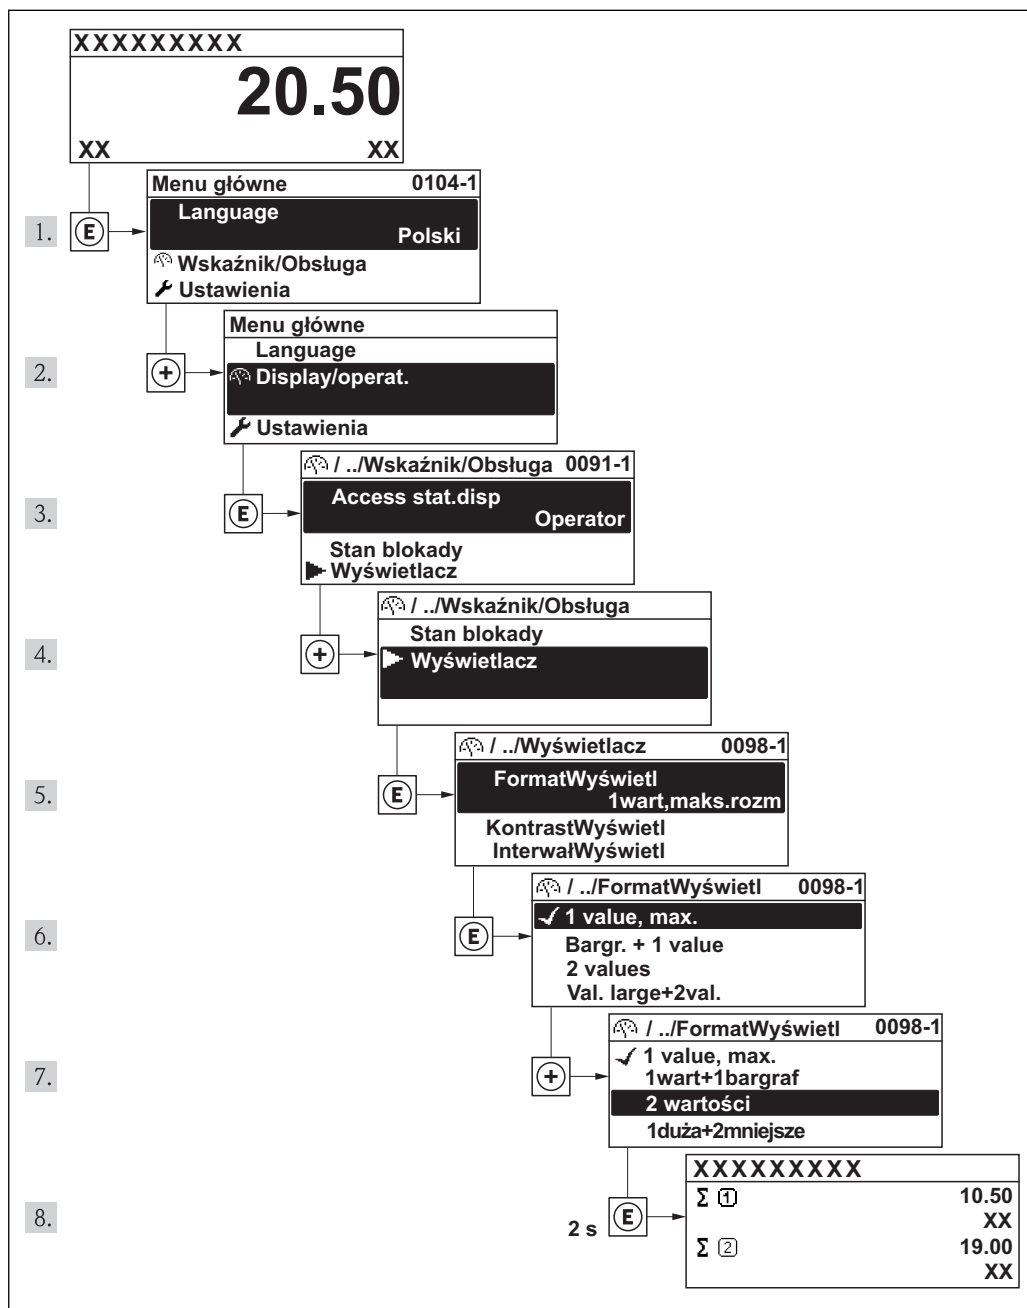 XXXXXXXXX
20.50
XX XX
Menu główne 0104-1
1. E Language
Polski
Wskaźnik/Obsługa
Ustawienia
Menu główne
Language
2. + Display/operat.
Ustawienia
/ ../Wskaźnik/Obsługa 0091-1
3. E Access stat.disp
Operator
Stan blokady
Wyświetlacz
/ ../Wskaźnik/Obsługa
Stan blokady
4. + Wyświetlacz
/ ../Wyświetlacz 0098-1
5. E FormatWyświetl
1wart,maks.rozm
KontrastWyświetl
InterwałWyświetl
/ ../FormatWyświetl 0098-1
1 value, max.
6. E Bargr. + 1 value
2 values
Val. large+2val.
/ ../FormatWyświetl 0098-1
1 value, max.
7. + 1wart+1bargraf
2 wartości
1duża+2mniejsze
XXXXXXXXX
Σ 1 10.50
8. 2 s E XX
Σ 2 19.00
XX